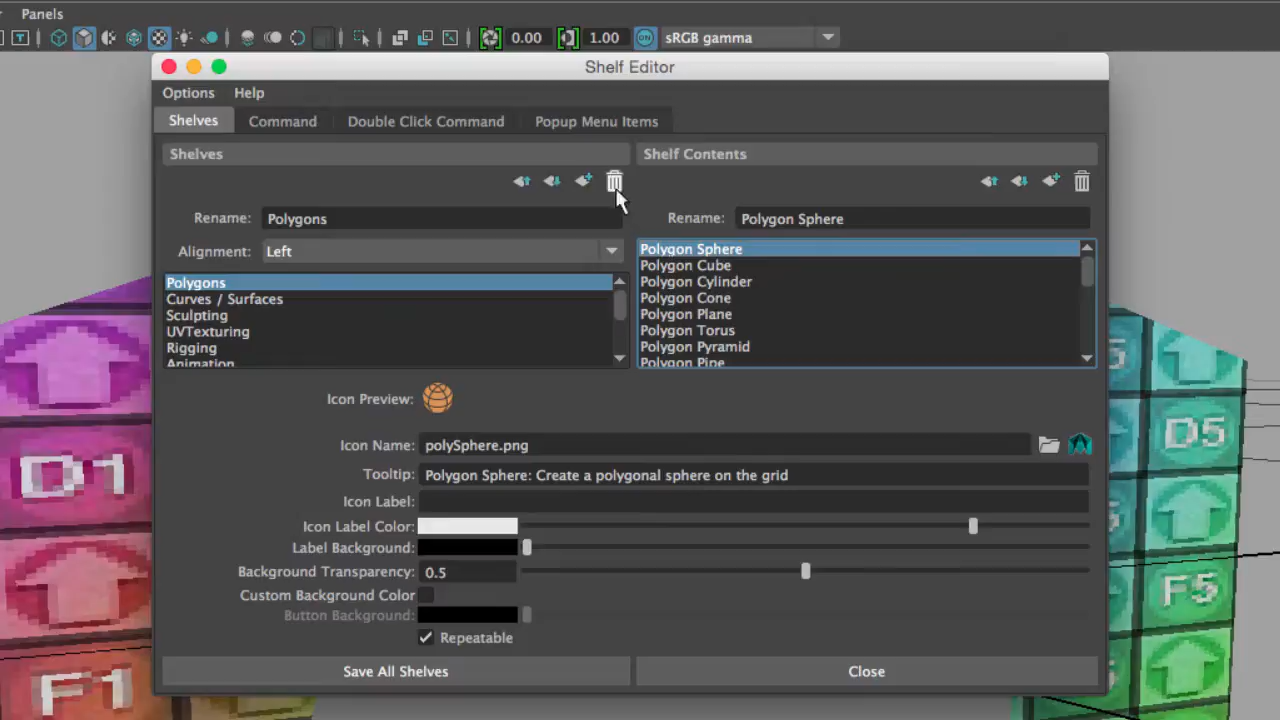 Panels
0.00 1.00 ON sRGB gamma
Shelf Editor
Options Help
Shelves Command Double Click Command Popup Menu Items
Shelves Shelf Contents
Rename: Polygons Rename: Polygon Sphere
Alignment: Left
Polygons
Curves / Surfaces
Sculpting
UVTexturing
Rigging
Animation
Polygon Sphere
Polygon Cube
Polygon Cylinder
Polygon Cone
Polygon Plane
Polygon Torus
Polygon Pyramid
Polygon Pipe
Icon Preview:
Icon Name: polySphere.png
Tooltip: Polygon Sphere: Create a polygonal sphere on the grid
Icon Label:
Icon Label Color:
Label Background:
Background Transparency: 0.5
Custom Background Color
Button Background:
Repeatable
Save All Shelves Close
D1
F1
D5
F5